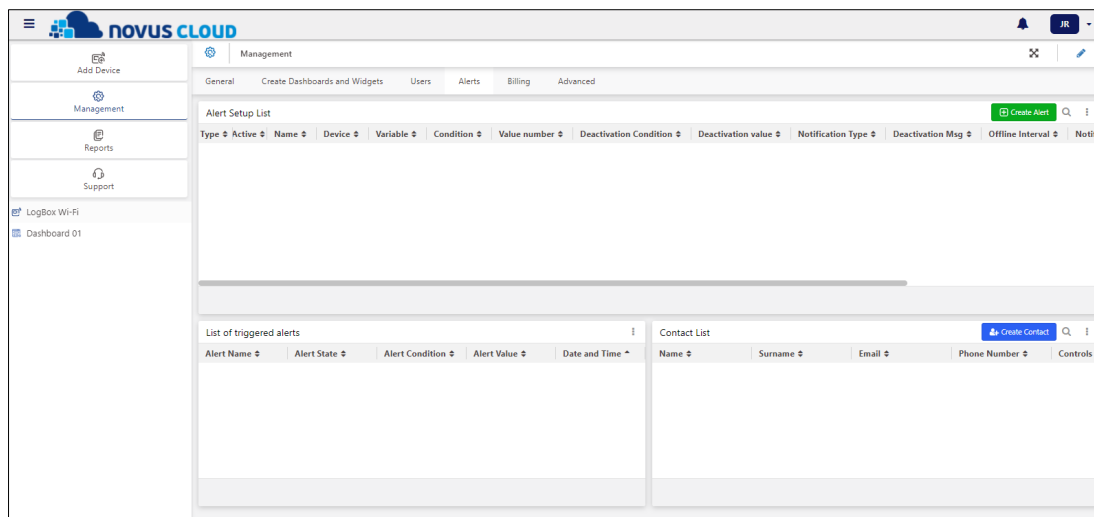 NOVUS CLOUD
JR
Add Device
Management
Reports
Support
LogBox Wi-Fi
Dashboard 01
Management
General Create Dashboards and Widgets Users Alerts Billing Advanced
Alert Setup List Create Alert
Type Active Name Device Variable Condition Value number Deactivation Condition Deactivation value Notification Type Deactivation Msg Offline Interval Noti
List of triggered alerts
Alert Name Alert State Alert Condition Alert Value Date and Time
Contact List Create Contact
Name Surname Email Phone Number Controls